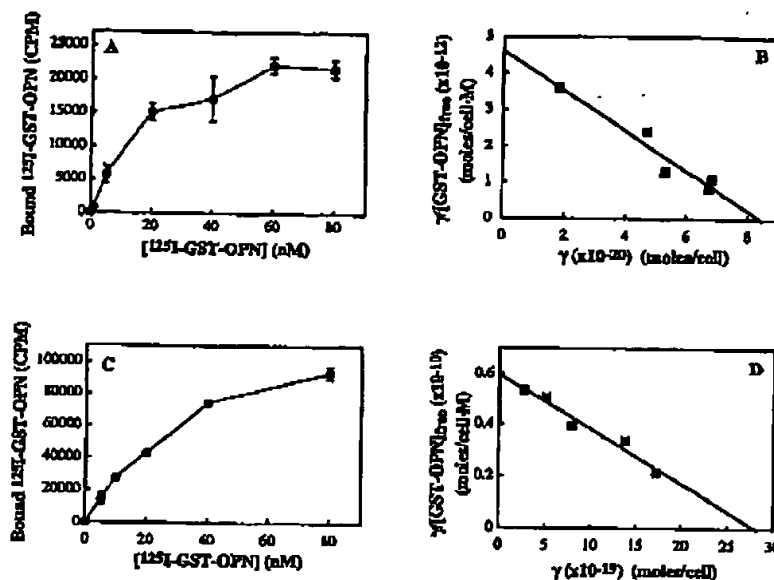 A
Bound 125I-GST-OPN (CPM)
25000
20000
15000
10000
5000
0
0 20 40 60 80
[125I-GST-OPN] (nM)
B
γ/[GST-OPN]free (x10-12)
(moles/cell·M)
5
4
3
2
1
0
0 2 4 6 8
γ (x10-20) (moles/cell)
C
Bound 125I-GST-OPN (CPM)
100000
80000
60000
40000
20000
0
0 20 40 60 80
[125I-GST-OPN] (nM)
D
γ/[GST-OPN]free (x10-10)
(moles/cell·M)
0.6
0.4
0.2
0
0 5 10 15 20 25 30
γ (x10-19) (moles/cell)